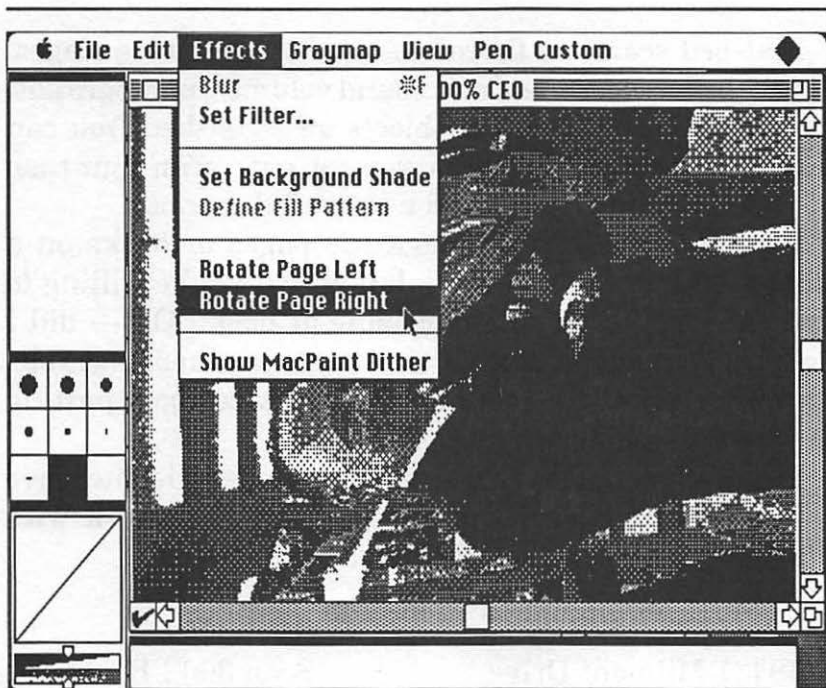 File Edit Effects Graymap View Pen Custom
Blur ⌘F
00% CEO
Set Filter...
Set Background Shade
Define Fill Pattern
Rotate Page Left
Rotate Page Right
Show MacPaint Dither